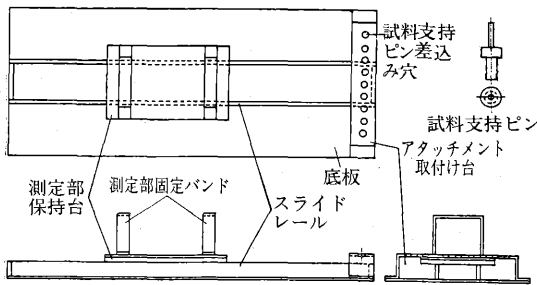 試料支持
ピン差込
み穴
試料支持ピン
アタッチメント
取付け台
底板
測定部
保持台
測定部固定バンド
スライド
レール